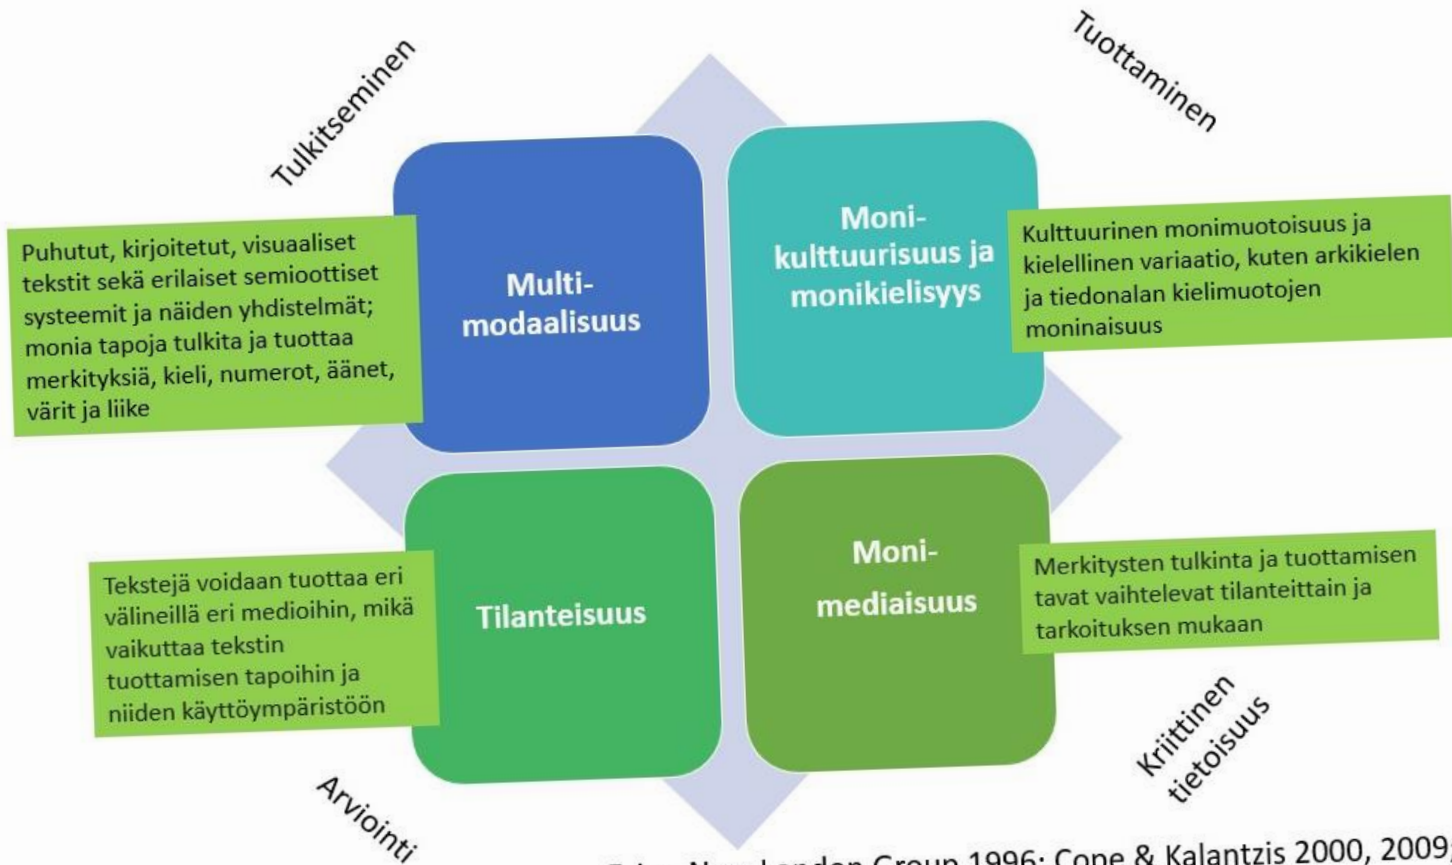 Tulkitseminen
Tuottaminen
Puhutut, kirjoitetut, visuaaliset
tekstit sekä erilaiset semioottiset
systeemit ja näiden yhdistelmät;
monia tapoja tulkita ja tuottaa
merkityksiä, kieli, numerot, äänet,
värit ja liike
Multi-
modaalisuus
Moni-
kulttuurisuus ja
monikielisyys
Kulttuurinen monimuotoisuus ja
kielellinen variaatio, kuten arkikielen
ja tiedonalan kielimuotojen
moninaisuus
Tekstejä voidaan tuottaa eri
välineillä eri medioihin, mikä
vaikuttaa tekstin
tuottamisen tapoihin ja
niiden käyttöympäristöön
Tilanteisuus
Moni-
mediaisuus
Merkitysten tulkinta ja tuottamisen
tavat vaihtelevat tilanteittain ja
tarkoituksen mukaan
Arviointi
Kriittinen
tietoisuus
New London Group 1996; Cope & Kalantzis 2000, 2009